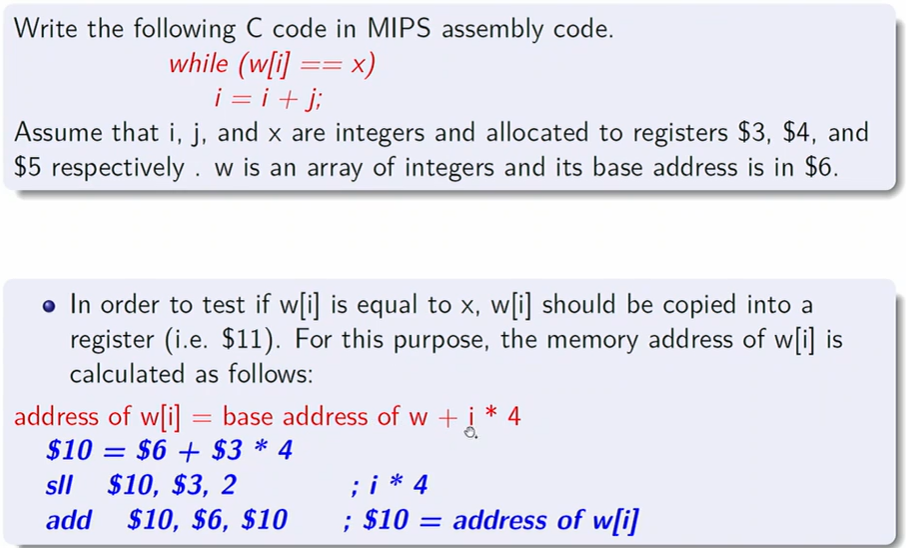 Write the following C code in MIPS assembly code.
while (w[i] == x)
i = i + j;
Assume that i, j, and x are integers and allocated to registers $3, $4, and
$5 respectively . w is an array of integers and its base address is in $6.
In order to test if w[i] is equal to x, w[i] should be copied into a
register (i.e. $11). For this purpose, the memory address of w[i] is
calculated as follows:
address of w[i] = base address of w + i * 4
$10 = $6 + $3 * 4
sll $10, $3, 2 ; i * 4
add $10, $6, $10 ; $10 = address of w[i]